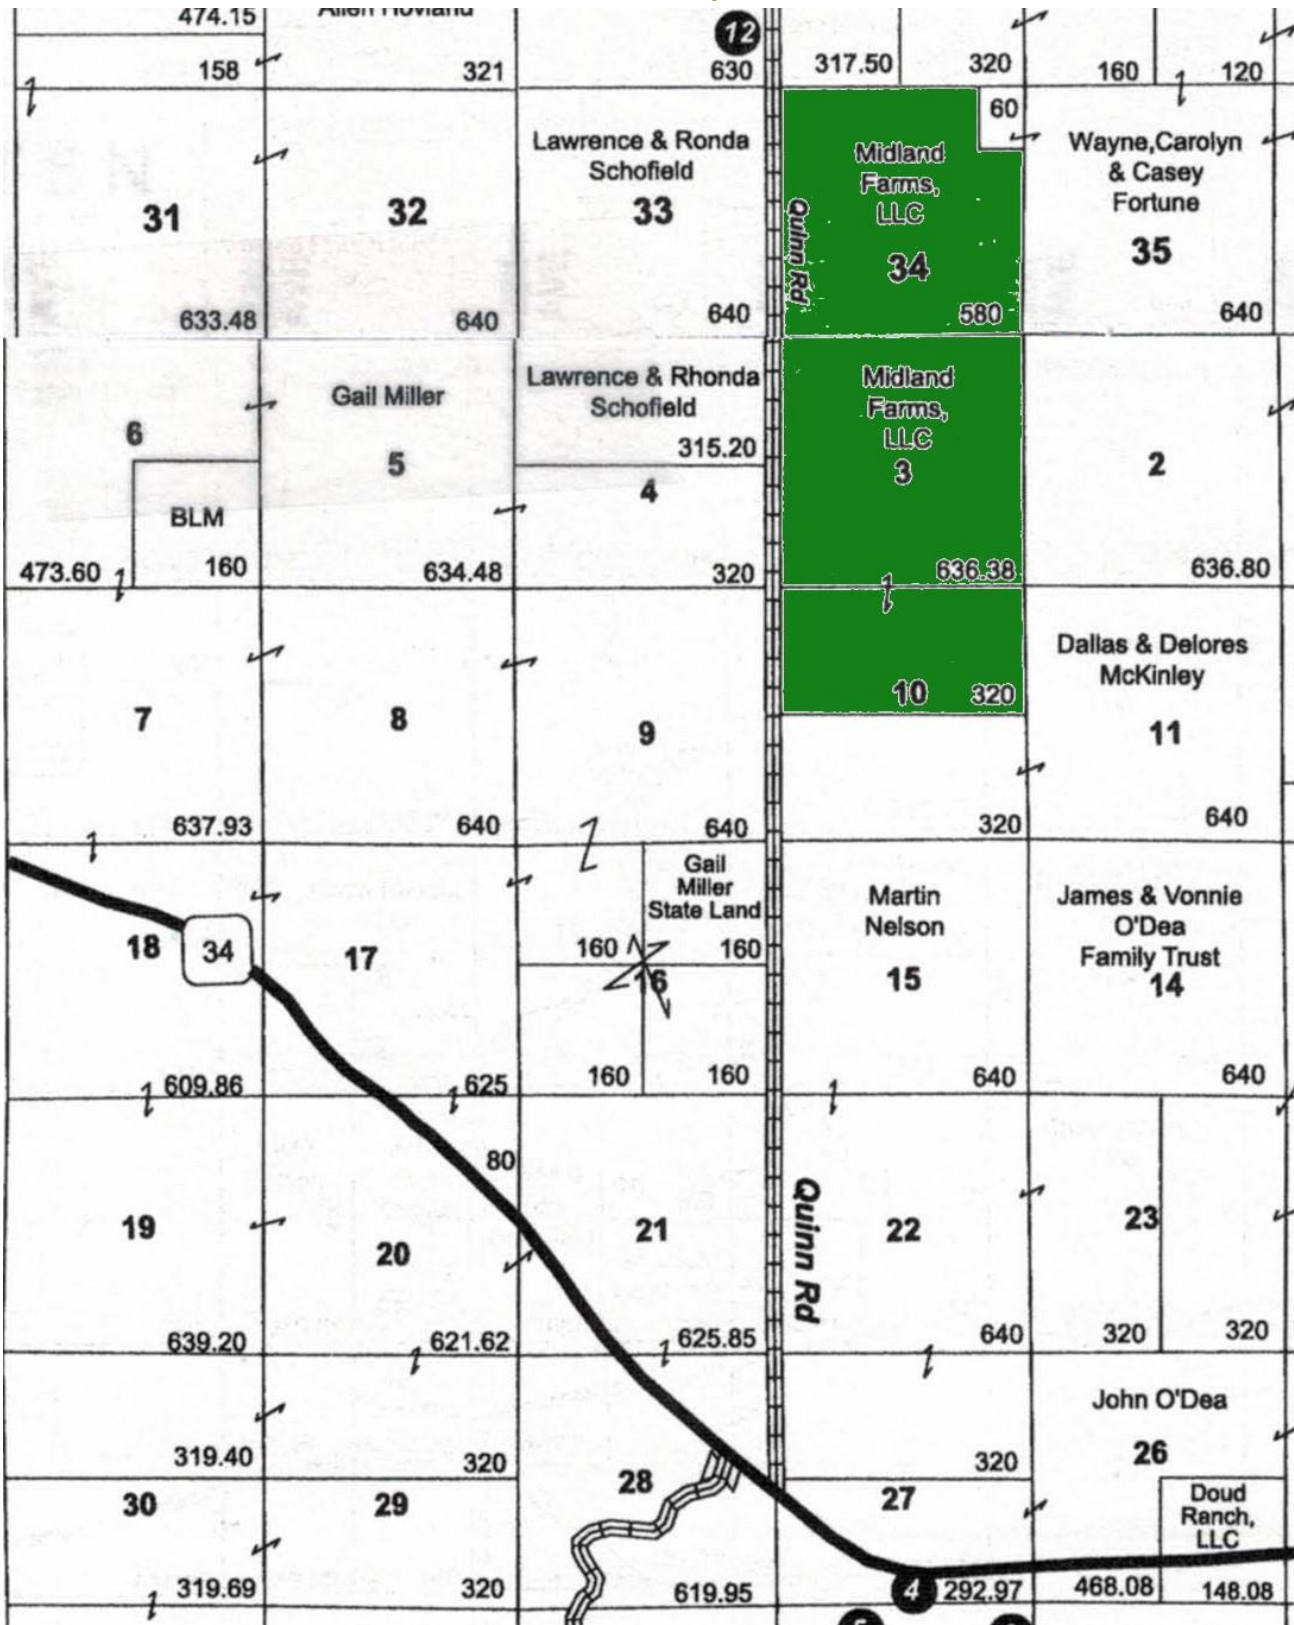 474.15
158
321
12
630
317.50
320
160
120
31
633.48
32
640
Lawrence & Ronda
Schofield
33
640
Quinn Rd
60
Midland
Farms,
LLC
34
580
Wayne,Carolyn
& Casey
Fortune
35
640
6
BLM
473.60
160
Gail Miller
5
634.48
Lawrence & Rhonda
Schofield
315.20
4
320
Midland
Farms,
LLC
3
636.38
2
636.80
7
637.93
8
640
9
640
10
320
320
Dallas & Delores
McKinley
11
640
18
34
609.86
17
625
Gail
Miller
State Land
160
160
16
160
160
Martin
Nelson
15
640
James & Vonnie
O'Dea
Family Trust
14
640
19
639.20
80
20
621.62
21
625.85
Quinn Rd
22
640
23
320
320
319.40
30
319.69
320
29
320
28
619.95
320
27
4
292.97
John O'Dea
26
468.08
Doud
Ranch,
LLC
148.08